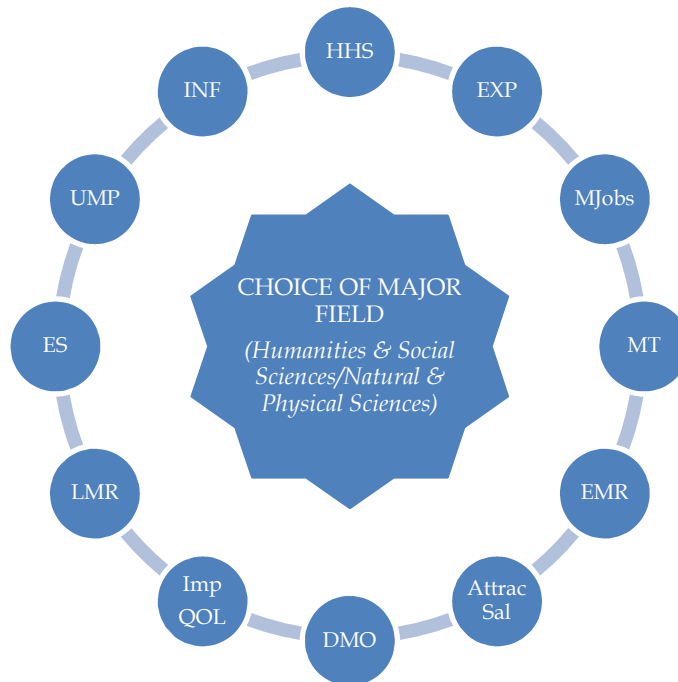 HHS
INF
EXP
UMP
MJobs
CHOICE OF MAJOR
FIELD
(Humanities & Social
Sciences/Natural &
Physical Sciences)
ES
MT
LMR
EMR
Imp
QOL
Attrac
Sal
DMO